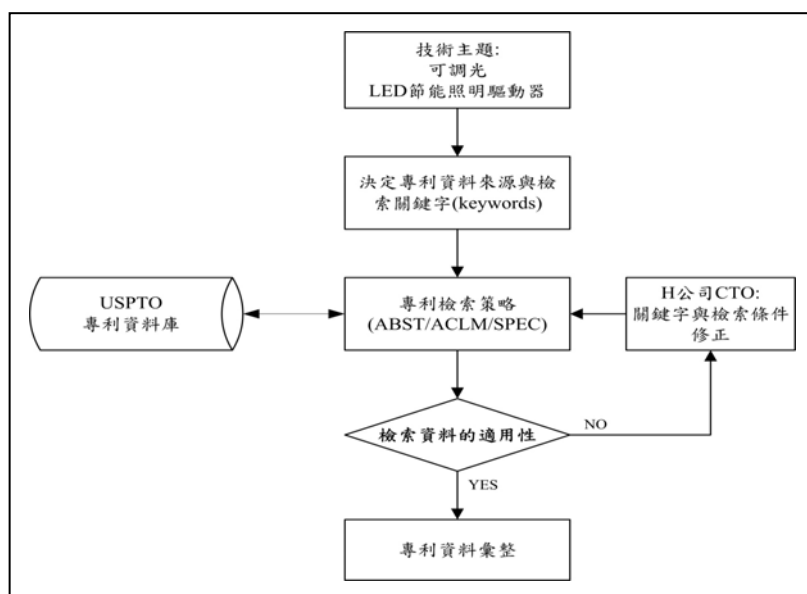 技術主題:
可調光
LED節能照明驅動器
決定專利資料來源與檢
索關鍵字(keywords)
USPTO
專利資料庫
專利檢索策略
(ABST/ACLM/SPEC)
H公司CTO:
關鍵字與檢索條件
修正
檢索資料的適用性
NO
YES
專利資料彙整